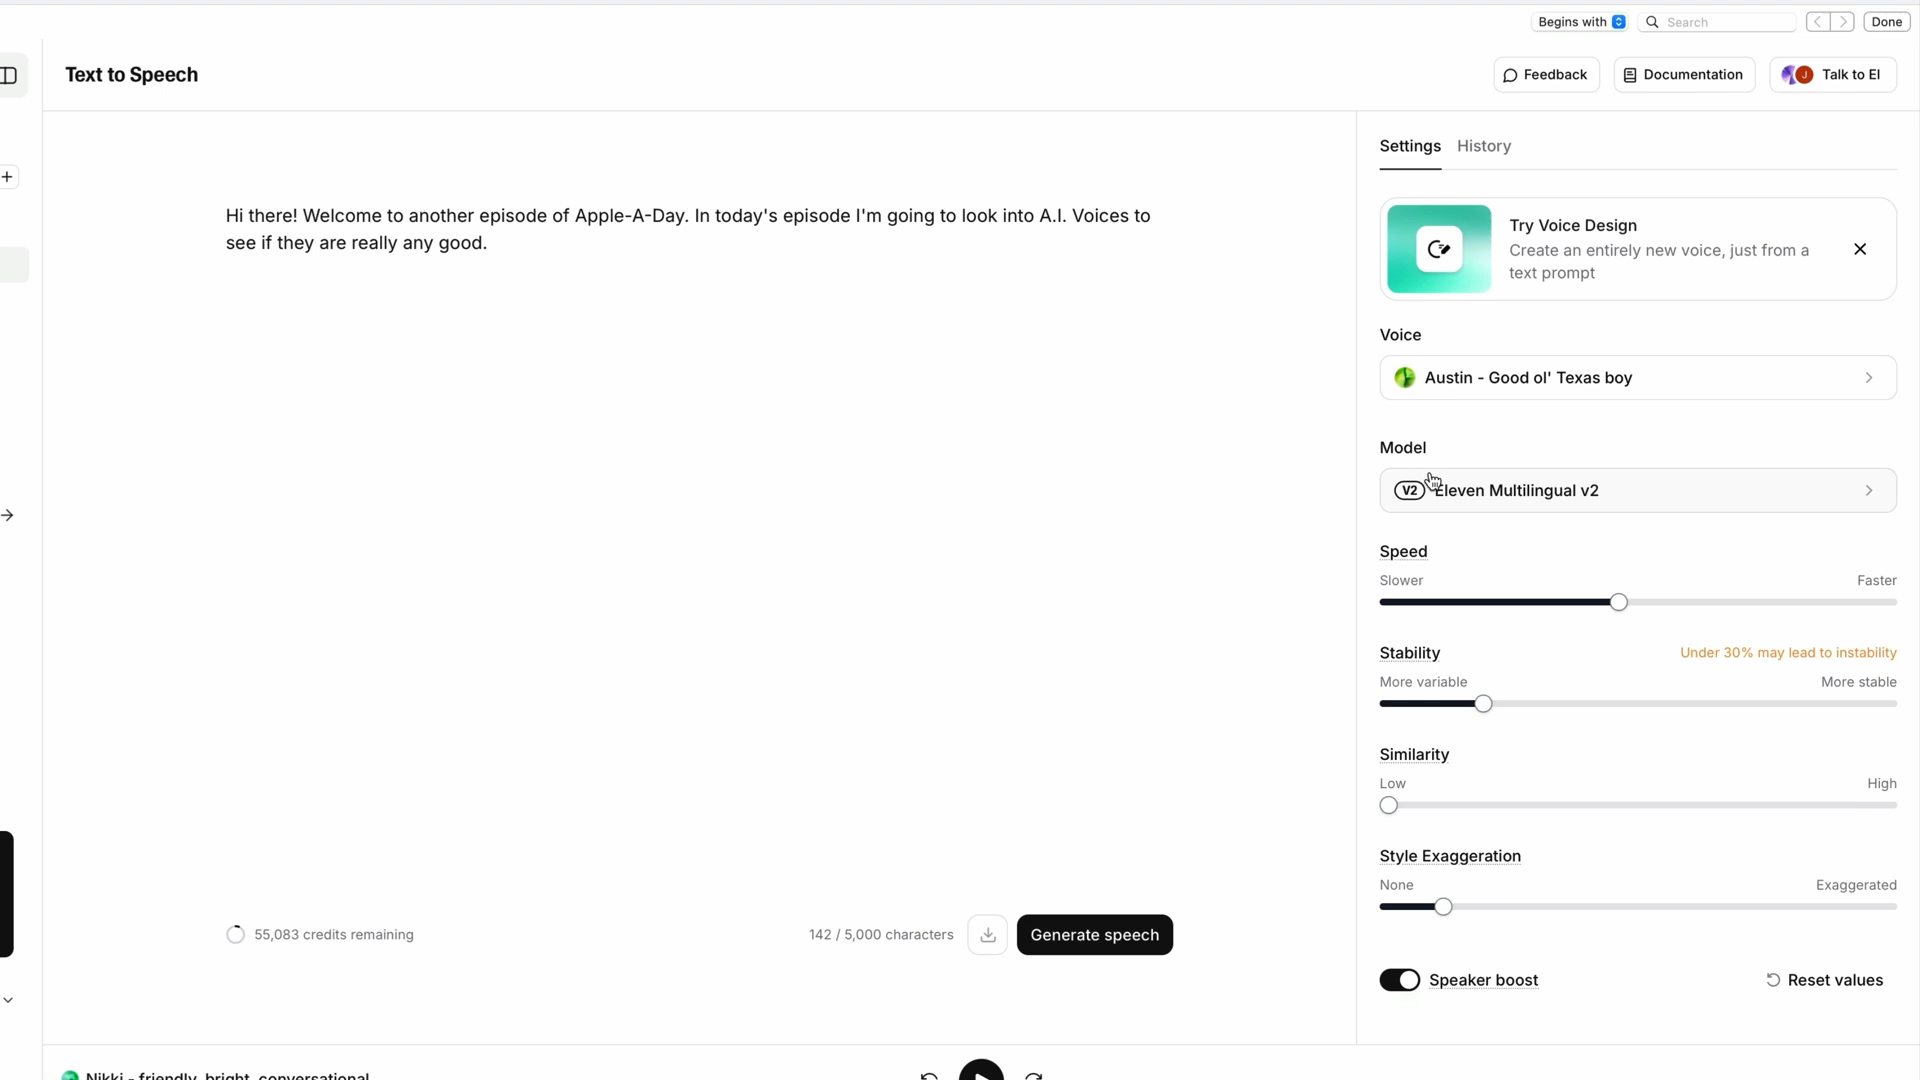 Begins with
Search
Done
Text to Speech
Feedback
Documentation
J
Talk to El
Settings
History
Hi there! Welcome to another episode of Apple-A-Day. In today's episode I'm going to look into A.I. Voices to
see if they are really any good.
Try Voice Design
Create an entirely new voice, just from a
text prompt
Voice
Austin - Good ol' Texas boy
Model
V2
Eleven Multilingual v2
Speed
Slower
Faster
Stability
Under 30% may lead to instability
More variable
More stable
Similarity
Low
High
Style Exaggeration
None
Exaggerated
55,083 credits remaining
142 / 5,000 characters
Generate speech
Speaker boost
Reset values
Nikki - friendly, bright, conversational